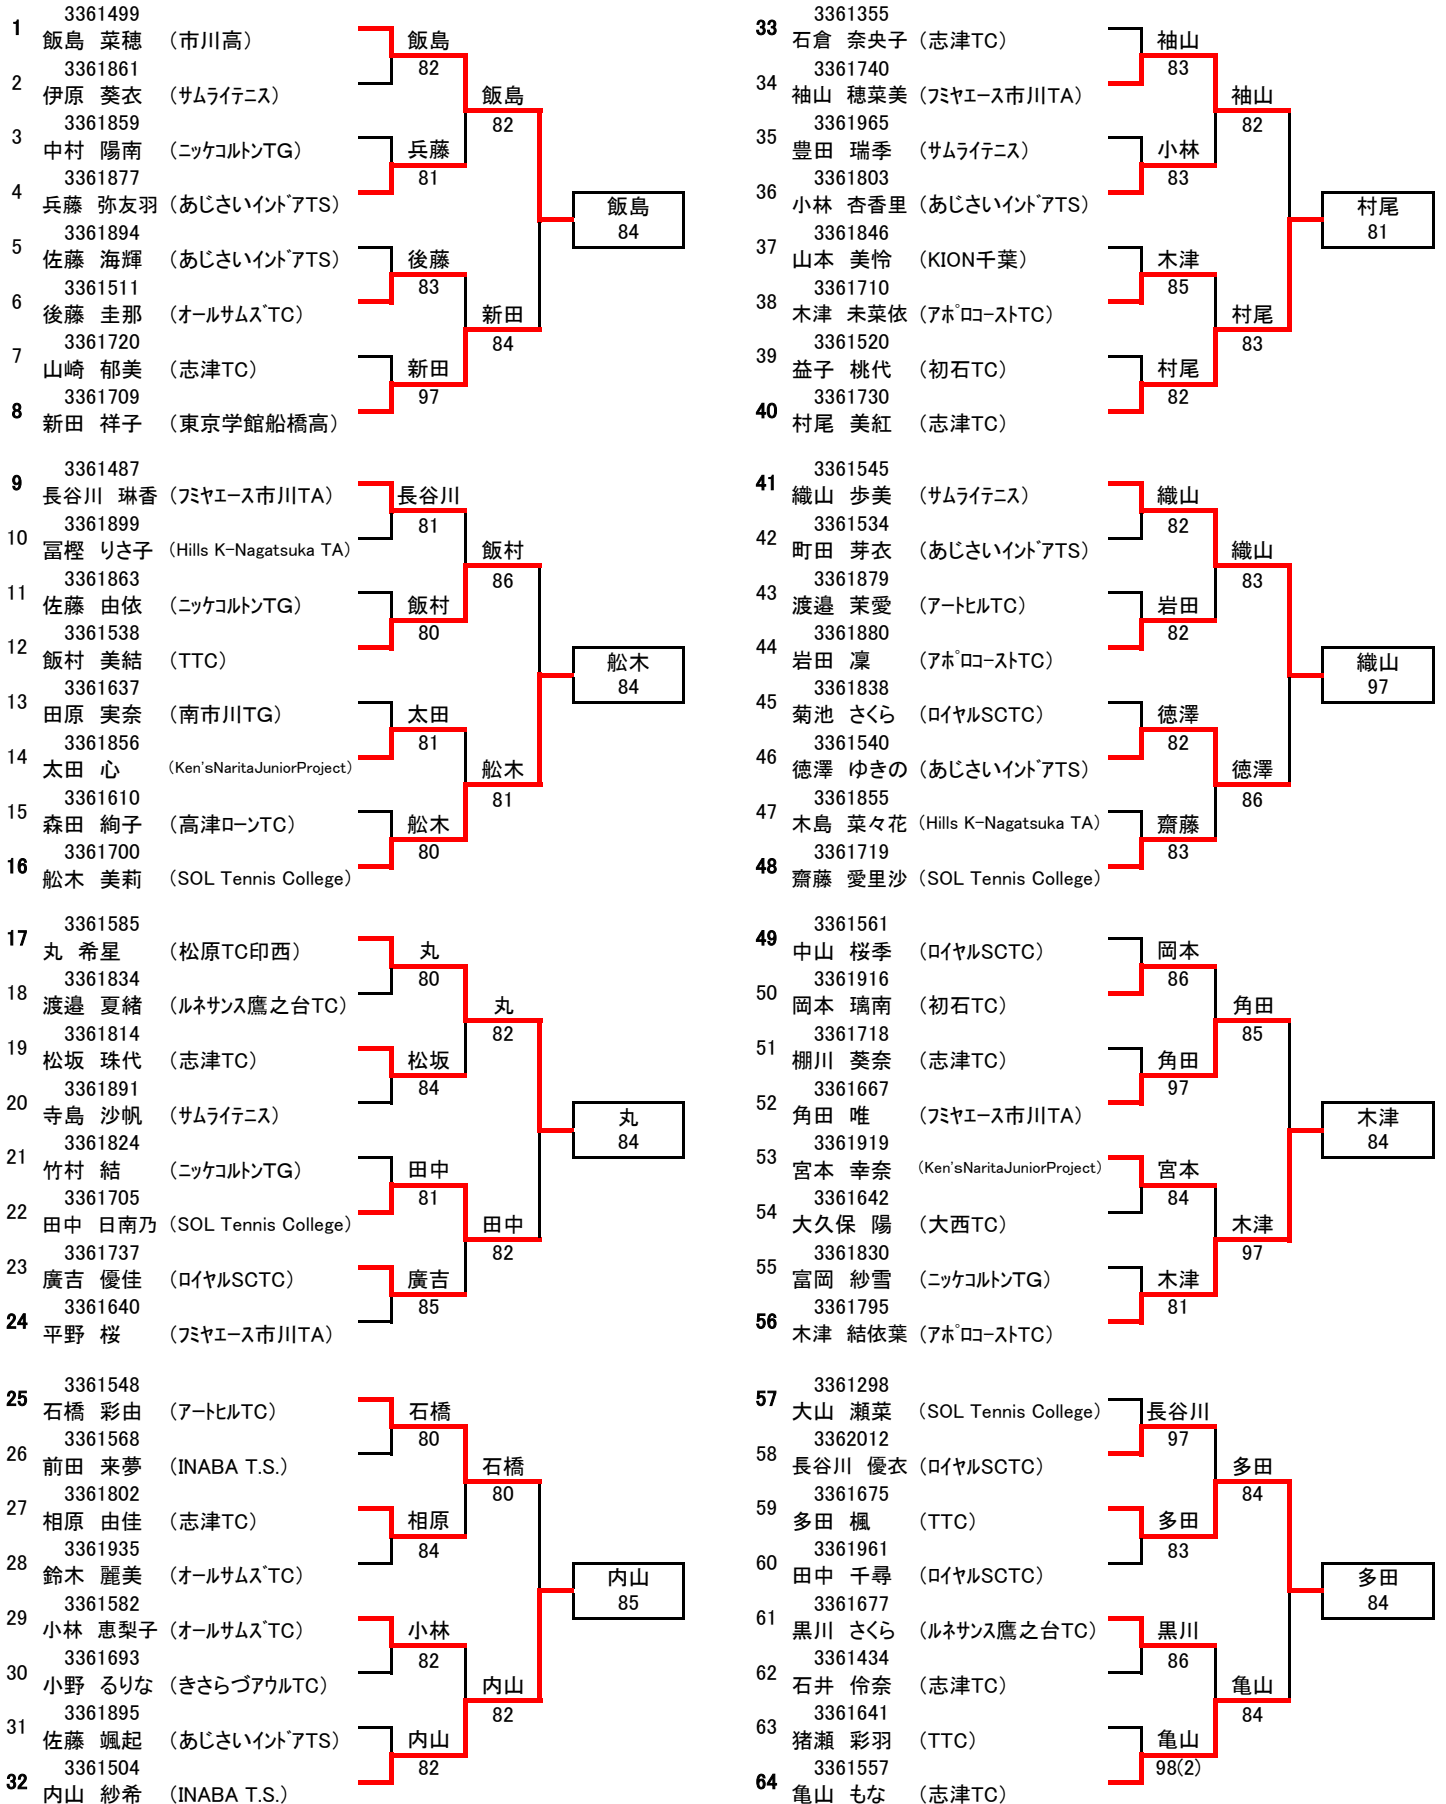 3361499
1 飯島 菜穂 (市川高) 飯島
3361861 82
2 伊原 葵衣 (サムライテニス) 飯島
3361859 82
3 中村 陽南 (ニッケコルトンTG) 兵藤
3361877 81
4 兵藤 弥友羽 (あじさいインドアTS) 飯島
3361894 84
5 佐藤 海輝 (あじさいインドアTS) 後藤
3361511 83
6 後藤 圭那 (オールサムズTC) 新田
3361720 84
7 山崎 郁美 (志津TC) 新田
3361709 97
8 新田 祥子 (東京学館船橋高)
3361487
9 長谷川 琳香 (フミヤエース市川TA) 長谷川
3361899 81
10 冨樫 りさ子 (Hills K-Nagatsuka TA) 飯村
3361863 86
11 佐藤 由依 (ニッケコルトンTG) 飯村
3361538 80
12 飯村 美結 (TTC) 舩木
3361637 84
13 田原 実奈 (南市川TG) 太田
3361856 81
14 太田 心 (Ken'sNaritaJuniorProject) 舩木
3361610 81
15 森田 絢子 (高津ローンTC) 舩木
3361700 80
16 舩木 美莉 (SOL Tennis College)
3361585
17 丸 希星 (松原TC印西) 丸
3361834 80
18 渡邉 夏緒 (ルネサンス鷹之台TC) 丸
3361814 82
19 松坂 珠代 (志津TC) 松坂
3361891 84
20 寺島 沙帆 (サムライテニス) 丸
3361824 84
21 竹村 結 (ニッケコルトンTG) 田中
3361705 81
22 田中 日南乃 (SOL Tennis College) 田中
3361737 82
23 廣吉 優佳 (ロイヤルSCTC) 廣吉
3361640 85
24 平野 桜 (フミヤエース市川TA)
3361548
25 石橋 彩由 (アートヒルTC) 石橋
3361568 80
26 前田 来夢 (INABA T.S.) 石橋
3361802 80
27 相原 由佳 (志津TC) 相原
3361935 84
28 鈴木 麗美 (オールサムズTC) 内山
3361582 85
29 小林 恵梨子 (オールサムズTC) 小林
3361693 82
30 小野 るりな (きさらづアウルTC) 内山
3361895 82
31 佐藤 颯起 (あじさいインドアTS) 内山
3361504 82
32 内山 紗希 (INABA T.S.)
3361355
33 石倉 奈央子 (志津TC) 袖山
3361740 83
34 袖山 穂菜美 (フミヤエース市川TA) 袖山
3361965 82
35 豊田 瑞季 (サムライテニス) 小林
3361803 83
36 小林 杏香里 (あじさいインドアTS) 村尾
3361846 81
37 山本 美怜 (KION千葉) 木津
3361710 85
38 木津 未菜依 (アポロコーストTC) 村尾
3361520 83
39 益子 桃代 (初石TC) 村尾
3361730 82
40 村尾 美紅 (志津TC)
3361545
41 織山 歩美 (サムライテニス) 織山
3361534 82
42 町田 芽衣 (あじさいインドアTS) 織山
3361879 83
43 渡邉 茉愛 (アートヒルTC) 岩田
3361880 82
44 岩田 凜 (アポロコーストTC) 織山
3361838 97
45 菊池 さくら (ロイヤルSCTC) 徳澤
3361540 82
46 徳澤 ゆきの (あじさいインドアTS) 徳澤
3361855 86
47 木島 菜々花 (Hills K-Nagatsuka TA) 齋藤
3361719 83
48 齋藤 愛里沙 (SOL Tennis College)
3361561
49 中山 桜季 (ロイヤルSCTC) 岡本
3361916 86
50 岡本 璃南 (初石TC) 角田
3361718 85
51 棚川 葵奈 (志津TC) 角田
3361667 97
52 角田 唯 (フミヤエース市川TA) 木津
3361919 84
53 宮本 幸奈 (Ken'sNaritaJuniorProject) 宮本
3361642 84
54 大久保 陽 (大西TC) 木津
3361830 97
55 富岡 紗雪 (ニッケコルトンTG) 木津
3361795 81
56 木津 結依葉 (アポロコーストTC)
3361298
57 大山 瀬菜 (SOL Tennis College) 長谷川
3362012 97
58 長谷川 優衣 (ロイヤルSCTC) 多田
3361675 84
59 多田 楓 (TTC) 多田
3361961 83
60 田中 千尋 (ロイヤルSCTC) 多田
3361677 84
61 黒川 さくら (ルネサンス鷹之台TC) 黒川
3361434 86
62 石井 伶奈 (志津TC) 亀山
3361641 84
63 猪瀬 彩羽 (TTC) 亀山
3361557 98(2)
64 亀山 もな (志津TC)